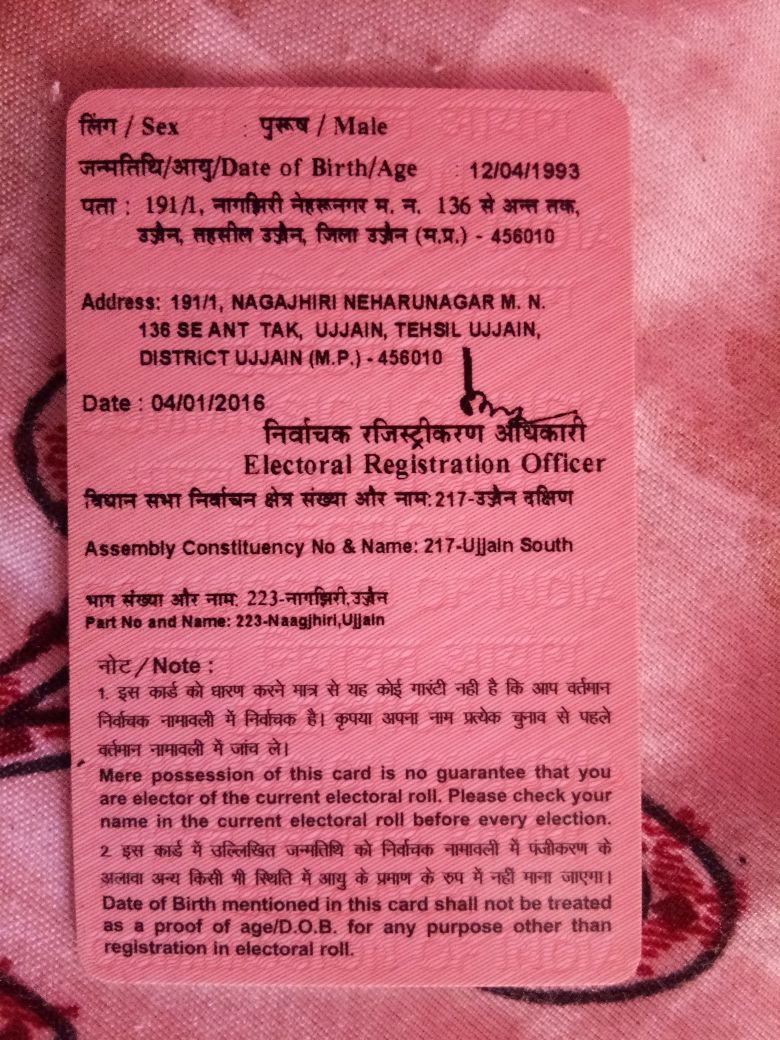 लिंग / Sex : पुरूष / Male
जन्मतिथि/आयु/Date of Birth/Age : 12/04/1993
पता : 191/1, नागझिरी नेहरूनगर म. न. 136 से अन्त तक,
उज्जैन, तहसील उज्जैन, जिला उज्जैन (म.प्र.) - 456010
Address: 191/1, NAGAJHIRI NEHARUNAGAR M. N.
136 SE ANT TAK, UJJAIN, TEHSIL UJJAIN,
DISTRICT UJJAIN (M.P.) - 456010
Date : 04/01/2016
निर्वाचक रजिस्ट्रीकरण अधिकारी
Electoral Registration Officer
विधान सभा निर्वाचन क्षेत्र संख्या और नाम: 217-उज्जैन दक्षिण
Assembly Constituency No & Name: 217-Ujjain South
भाग संख्या और नाम: 223-नागझिरी,उज्जैन
Part No and Name: 223-Naagjhiri,Ujjain
नोट / Note :
1. इस कार्ड को धारण करने मात्र से यह कोई गारंटी नही है कि आप वर्तमान
निर्वाचक नामावली में निर्वाचक है। कृपया अपना नाम प्रत्येक चुनाव से पहले
वर्तमान नामावली में जांच ले।
Mere possession of this card is no guarantee that you
are elector of the current electoral roll. Please check your
name in the current electoral roll before every election.
2. इस कार्ड में उल्लिखित जन्मतिथि को निर्वाचक नामावली में पंजीकरण के
अलावा अन्य किसी भी स्थिति में आयु के प्रमाण के रुप में नहीं माना जाएगा।
Date of Birth mentioned in this card shall not be treated
as a proof of age/D.O.B. for any purpose other than
registration in electoral roll.